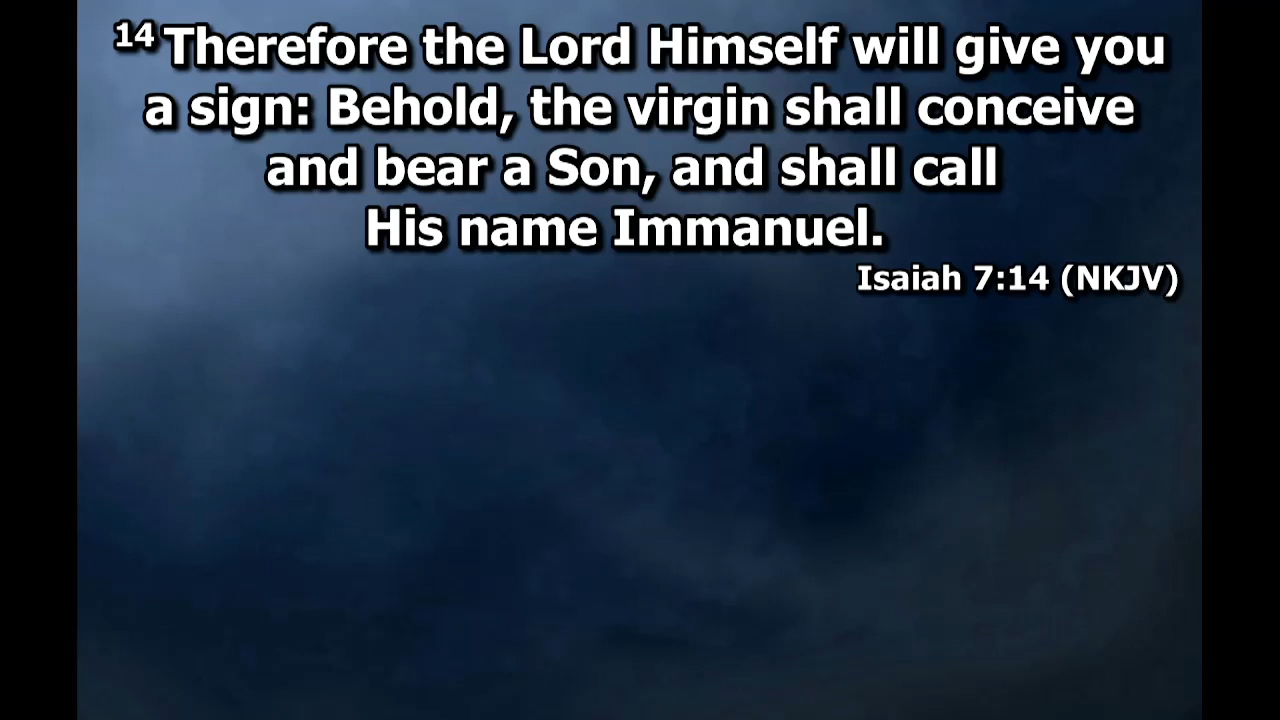 14 Therefore the Lord Himself will give you
a sign: Behold, the virgin shall conceive
and bear a Son, and shall call
His name Immanuel.
Isaiah 7:14 (NKJV)